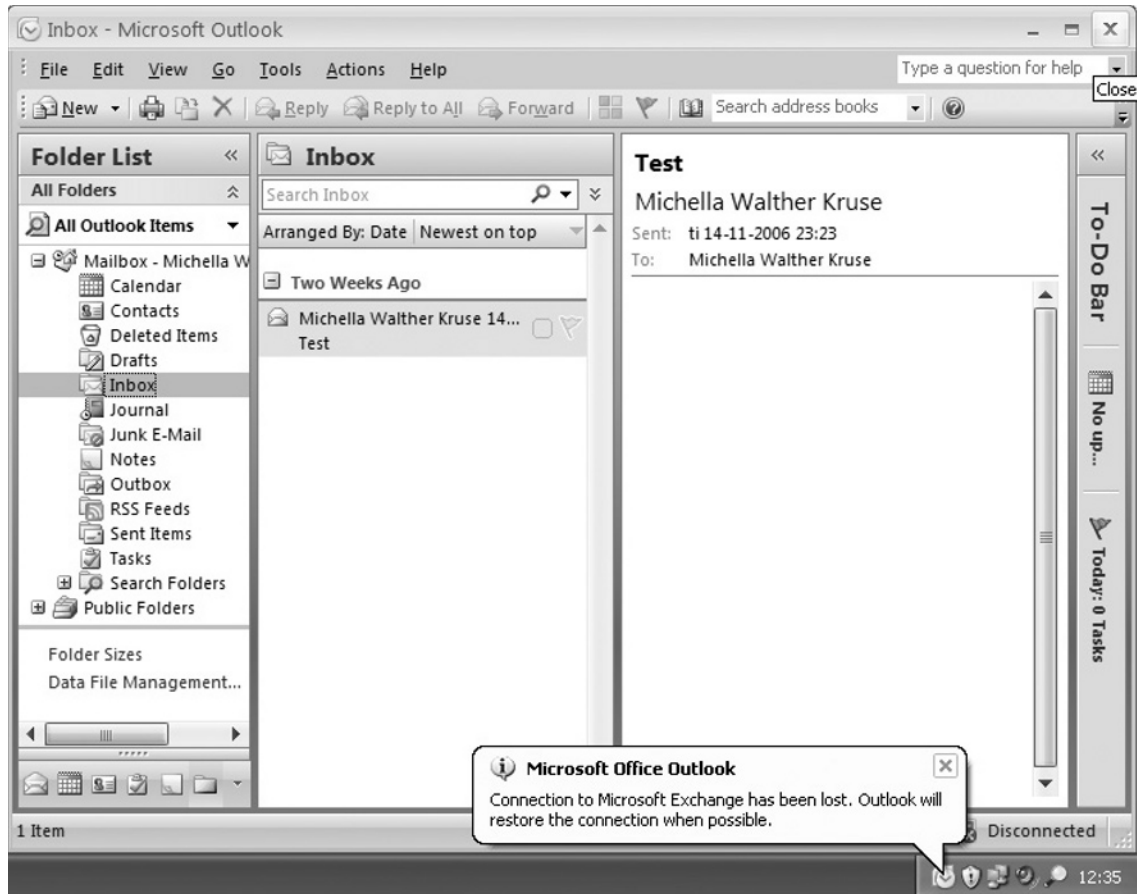 Inbox - Microsoft Outlook
File Edit View Go Tools Actions Help
Type a question for help
Close
New Reply Reply to All Forward Search address books
Folder List
All Folders
All Outlook Items
Mailbox - Michella W
Calendar
Contacts
Deleted Items
Drafts
Inbox
Journal
Junk E-Mail
Notes
Outbox
RSS Feeds
Sent Items
Tasks
Search Folders
Public Folders
Folder Sizes
Data File Management...
Inbox
Search Inbox
Arranged By: Date Newest on top
Two Weeks Ago
Michella Walther Kruse 14...
Test
Test
Michella Walther Kruse
Sent: ti 14-11-2006 23:23
To: Michella Walther Kruse
To-Do Bar
No up...
Today: 0 Tasks
Microsoft Office Outlook
Connection to Microsoft Exchange has been lost. Outlook will
restore the connection when possible.
1 Item
Disconnected
12:35